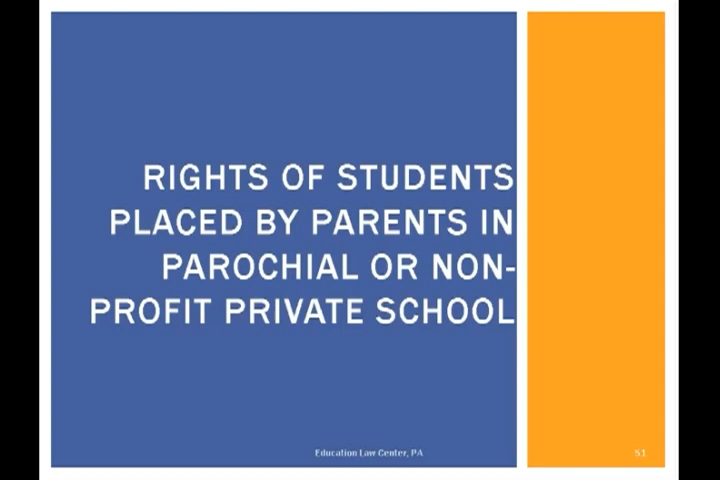 RIGHTS OF STUDENTS
PLACED BY PARENTS IN
PAROCHIAL OR NON-
PROFIT PRIVATE SCHOOL
Education Law Center, PA
51